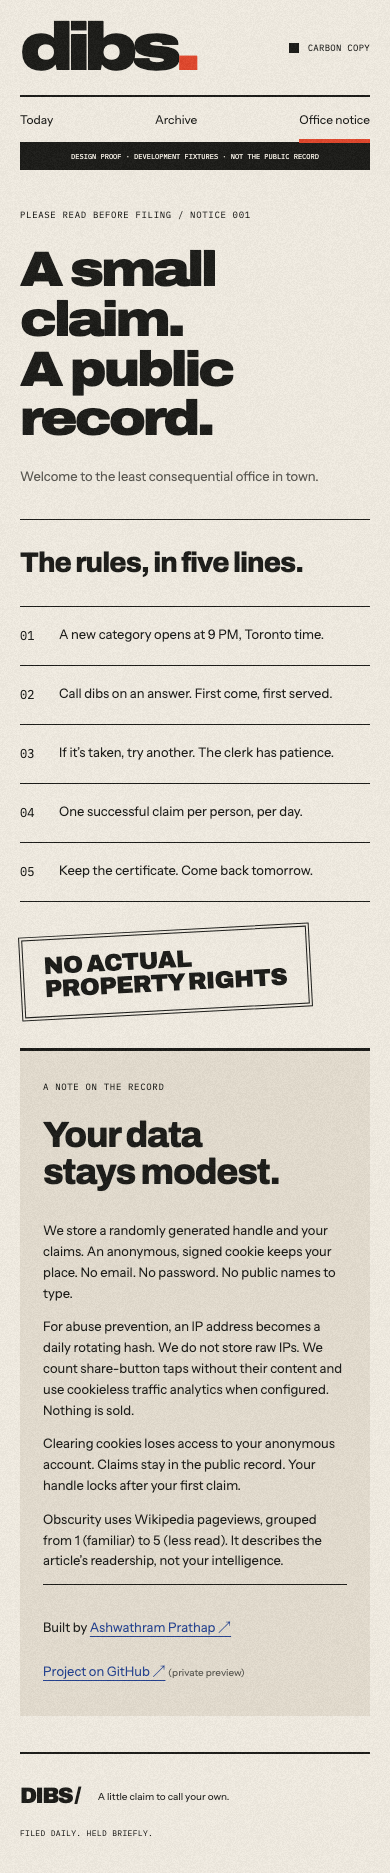 dibs.
CARBON COPY
Today
Archive
Office notice
DESIGN PROOF · DEVELOPMENT FIXTURES · NOT THE PUBLIC RECORD
PLEASE READ BEFORE FILING / NOTICE 001
A small
claim.
A public
record.
Welcome to the least consequential office in town.
The rules, in five lines.
01 A new category opens at 9 PM, Toronto time.
02 Call dibs on an answer. First come, first served.
03 If it's taken, try another. The clerk has patience.
04 One successful claim per person, per day.
05 Keep the certificate. Come back tomorrow.
NO ACTUAL
PROPERTY RIGHTS
A NOTE ON THE RECORD
Your data
stays modest.
We store a randomly generated handle and your
claims. An anonymous, signed cookie keeps your
place. No email. No password. No public names to
type.
For abuse prevention, an IP address becomes a
daily rotating hash. We do not store raw IPs. We
count share-button taps without their content and
use cookieless traffic analytics when configured.
Nothing is sold.
Clearing cookies loses access to your anonymous
account. Claims stay in the public record. Your
handle locks after your first claim.
Obscurity uses Wikipedia pageviews, grouped
from 1 (familiar) to 5 (less read). It describes the
article's readership, not your intelligence.
Built by Ashwathram Prathap ↗
Project on GitHub ↗ (private preview)
DIBS/ A little claim to call your own.
FILED DAILY. HELD BRIEFLY.